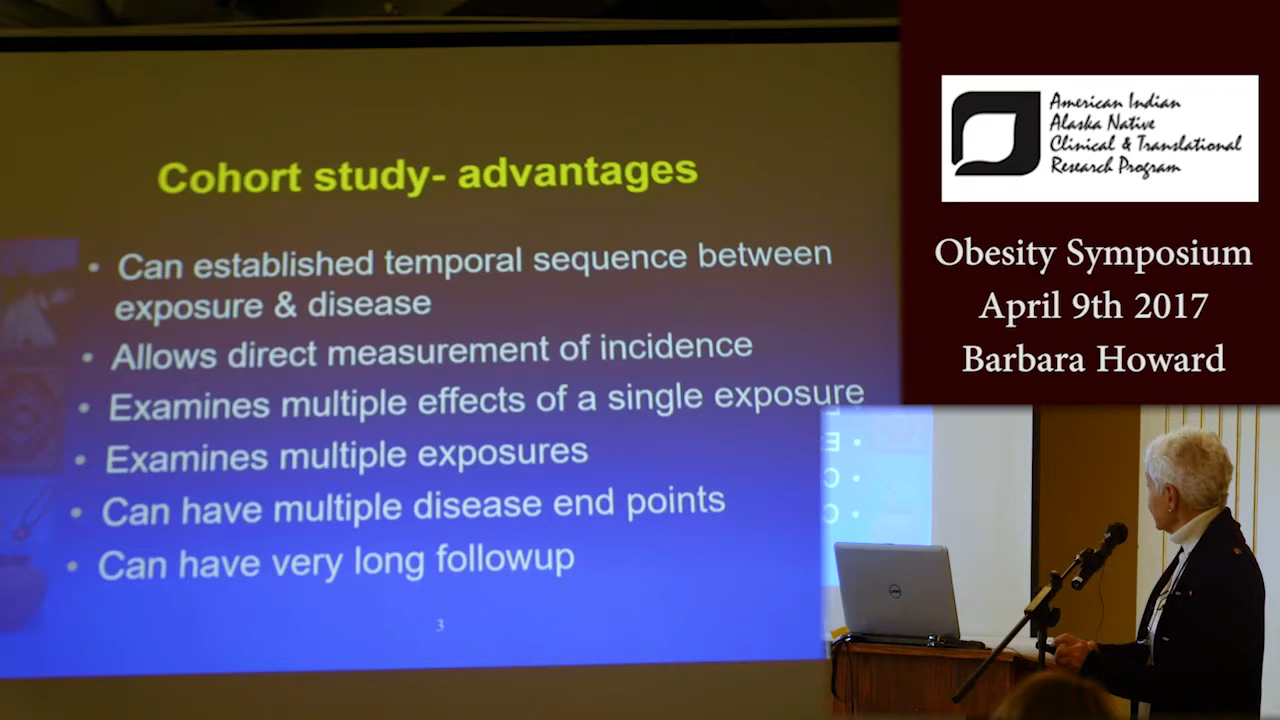 Cohort study- advantages
• Can established temporal sequence between
exposure & disease
• Allows direct measurement of incidence
• Examines multiple effects of a single exposure
• Examines multiple exposures
• Can have multiple disease end points
• Can have very long followup
3
American Indian
Alaska Native
Clinical & Translational
Research Program
Obesity Symposium
April 9th 2017
Barbara Howard
DELL